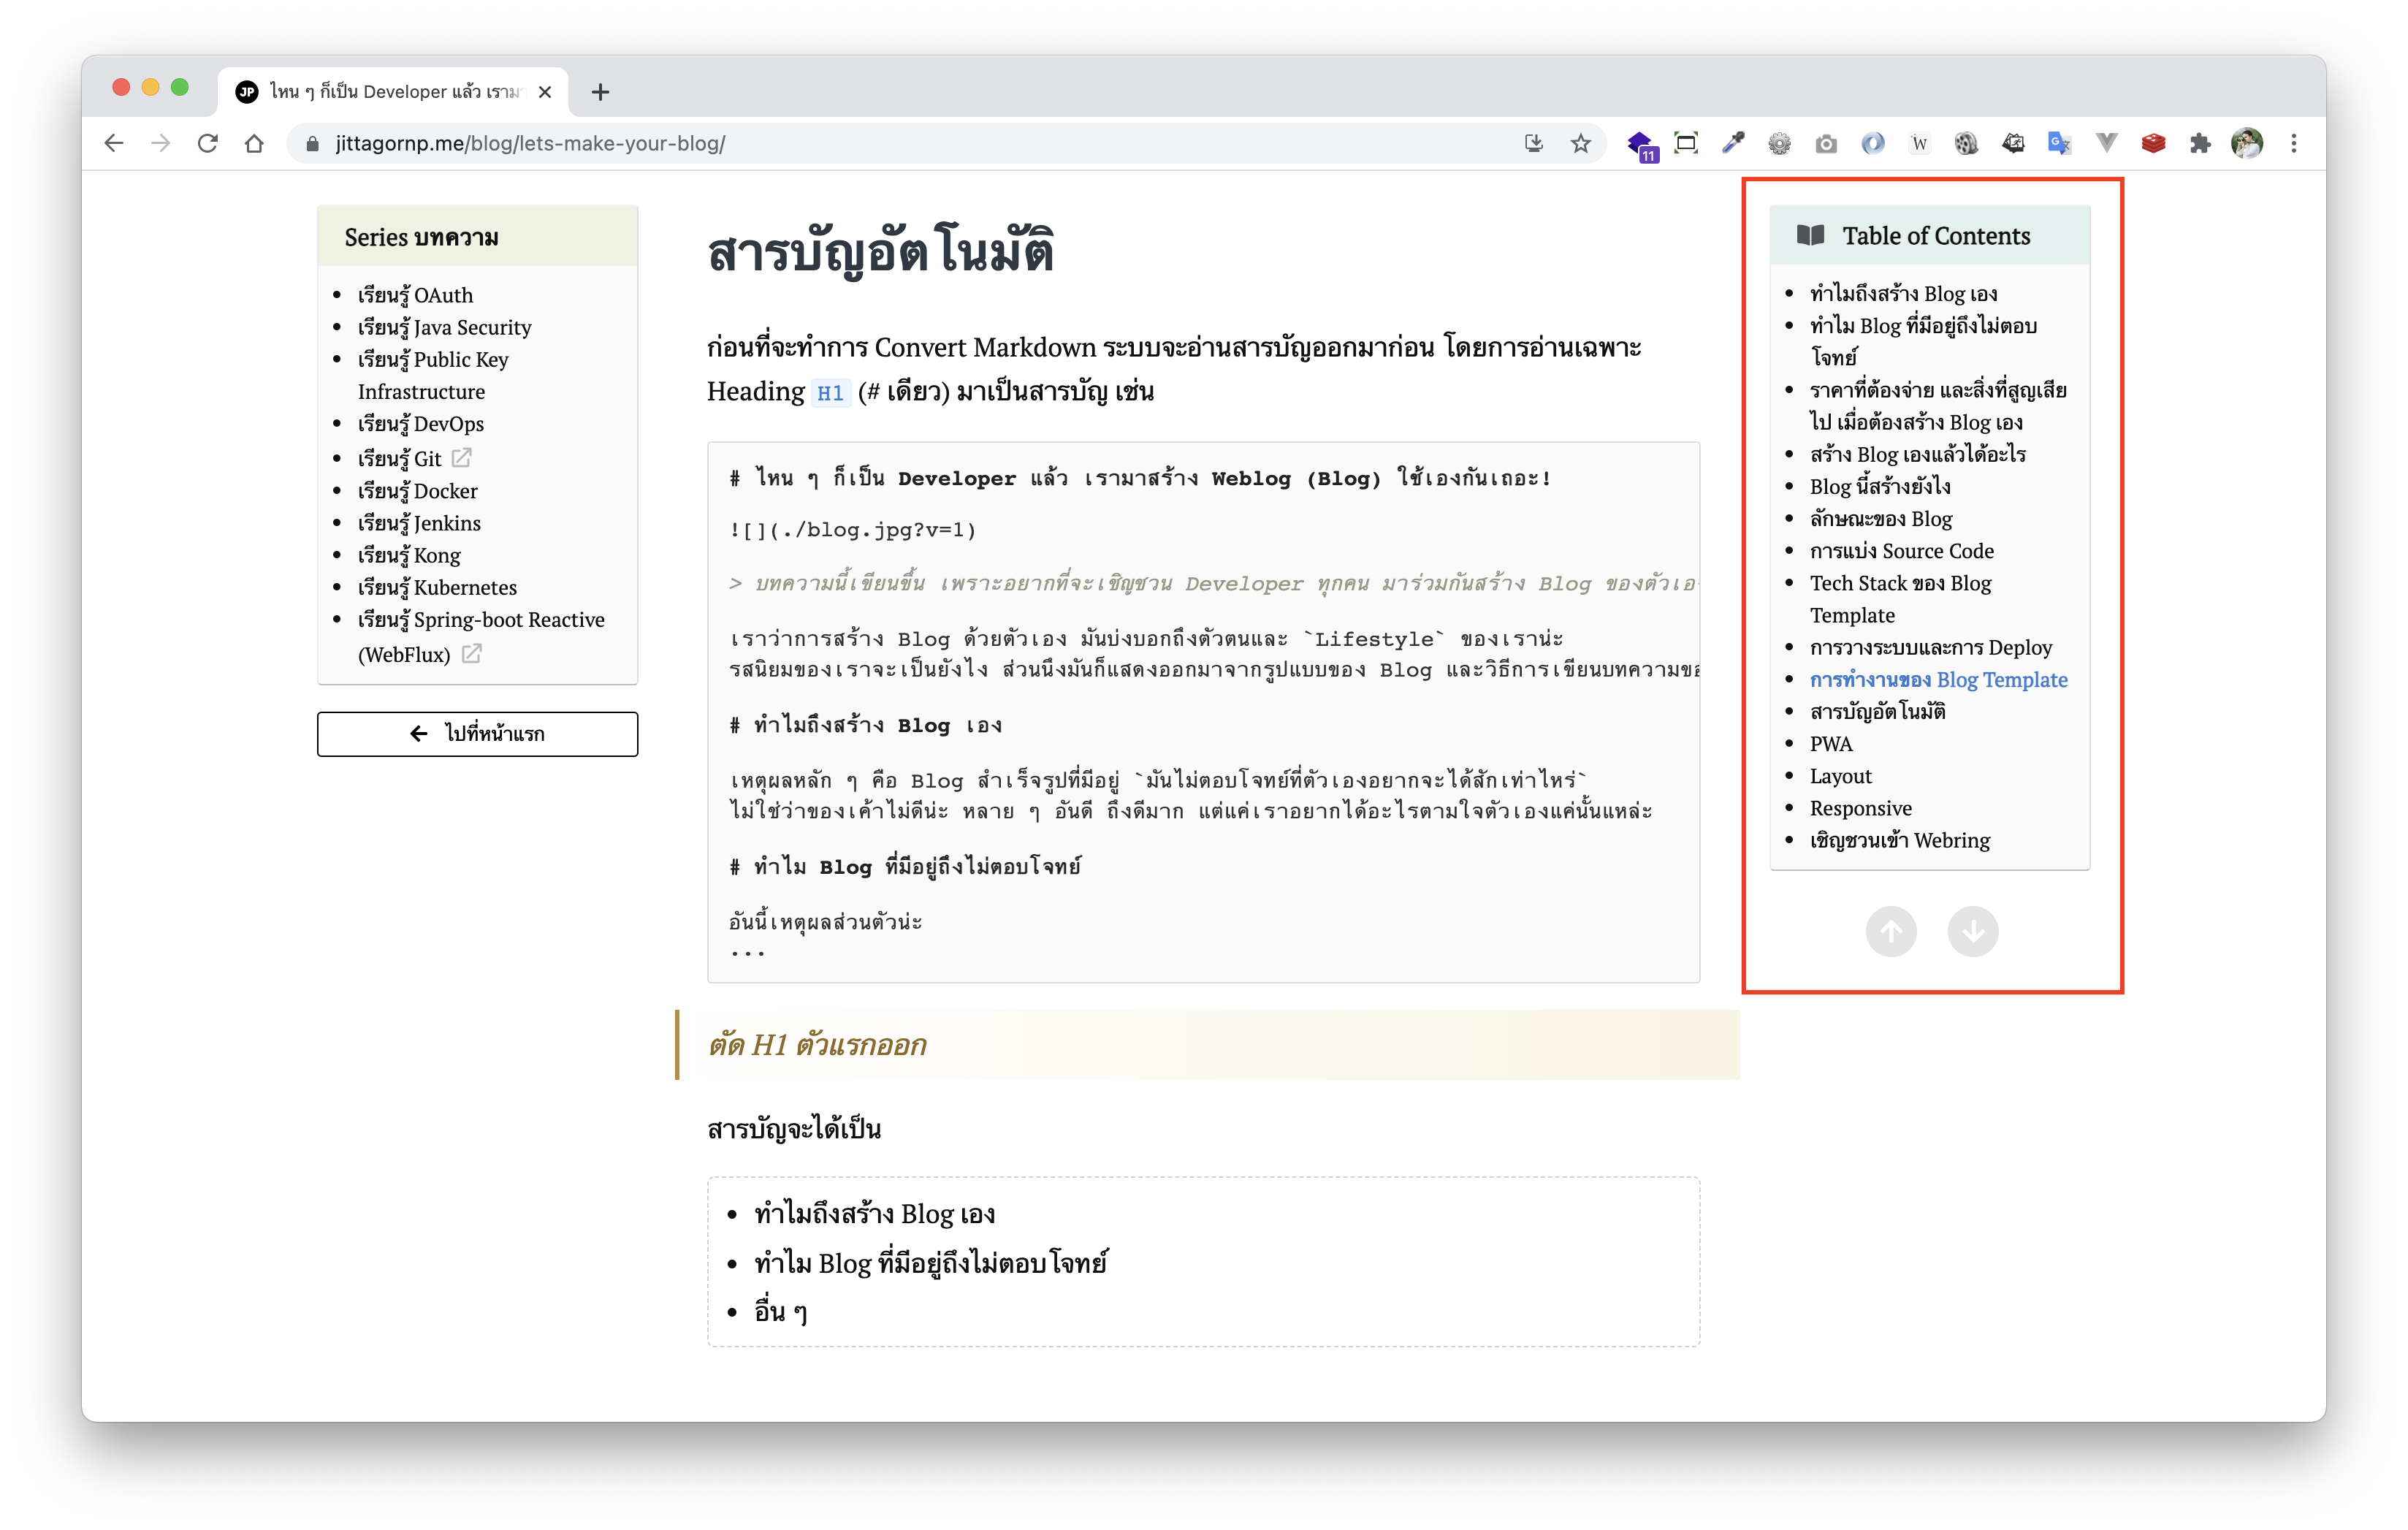 JP ไหน ๆ ก็เป็น Developer แล้ว เรามา
jittagornp.me/blog/lets-make-your-blog/
11
W
Series บทความ
เรียนรู้ OAuth
เรียนรู้ Java Security
เรียนรู้ Public Key
Infrastructure
เรียนรู้ DevOps
เรียนรู้ Git
เรียนรู้ Docker
เรียนรู้ Jenkins
เรียนรู้ Kong
เรียนรู้ Kubernetes
เรียนรู้ Spring-boot Reactive
(WebFlux)
ไปที่หน้าแรก
สารบัญอัตโนมัติ
ก่อนที่จะทำการ Convert Markdown ระบบจะอ่านสารบัญออกมาก่อน โดยการอ่านเฉพาะ
Heading H1 (# เดียว) มาเป็นสารบัญ เช่น
# ไหน ๆ ก็เป็น Developer แล้ว เรามาสร้าง Weblog (Blog) ใช้เองกันเถอะ!
![](./blog.jpg?v=1)
> บทความนี้เขียนขึ้น เพราะอยากที่จะเชิญชวน Developer ทุกคน มาร่วมกันสร้าง Blog ของตัวเอง
เราว่าการสร้าง Blog ด้วยตัวเอง มันบ่งบอกถึงตัวตนและ `Lifestyle` ของเราน่ะ
รสนิยมของเราจะเป็นยังไง ส่วนนึงมันก็แสดงออกมาจากรูปแบบของ Blog และวิธีการเขียนบทความขอ
# ทำไมถึงสร้าง Blog เอง
เหตุผลหลัก ๆ คือ Blog สำเร็จรูปที่มีอยู่ `มันไม่ตอบโจทย์ที่ตัวเองอยากจะได้สักเท่าไหร่`
ไม่ใช่ว่าของเค้าไม่ดีน่ะ หลาย ๆ อันดี ถึงดีมาก แต่แค่เราอยากได้อะไรตามใจตัวเองแค่นั้นแหล่ะ
# ทำไม Blog ที่มีอยู่ถึงไม่ตอบโจทย์
อันนี้เหตุผลส่วนตัวน่ะ
...
ตัด H1 ตัวแรกออก
สารบัญจะได้เป็น
ทำไมถึงสร้าง Blog เอง
ทำไม Blog ที่มีอยู่ถึงไม่ตอบโจทย์
อื่น ๆ
Table of Contents
ทำไมถึงสร้าง Blog เอง
ทำไม Blog ที่มีอยู่ถึงไม่ตอบ
โจทย์
ราคาที่ต้องจ่าย และสิ่งที่สูญเสีย
ไป เมื่อต้องสร้าง Blog เอง
สร้าง Blog เองแล้วได้อะไร
Blog นี้สร้างยังไง
ลักษณะของ Blog
การแบ่ง Source Code
Tech Stack ของ Blog
Template
การวางระบบและการ Deploy
การทำงานของ Blog Template
สารบัญอัตโนมัติ
PWA
Layout
Responsive
เชิญชวนเข้า Webring